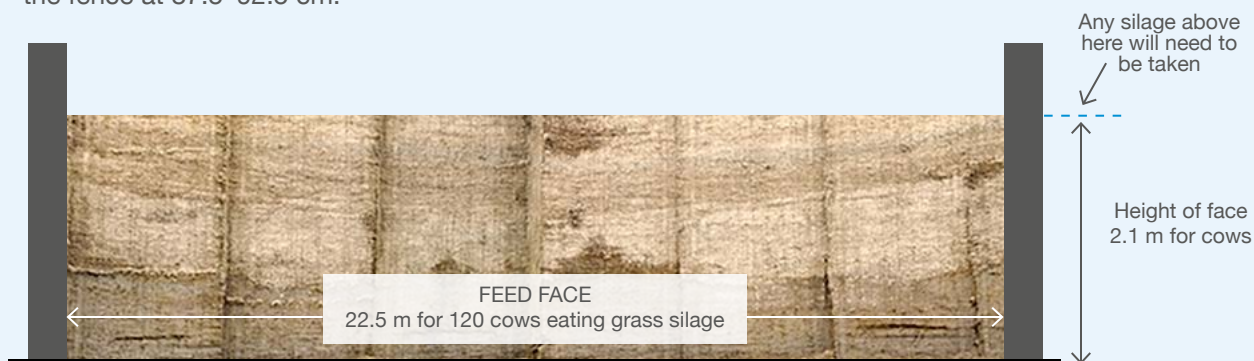 Any silage above
here will need to
be taken
Height of face
2.1 m for cows
FEED FACE
22.5 m for 120 cows eating grass silage